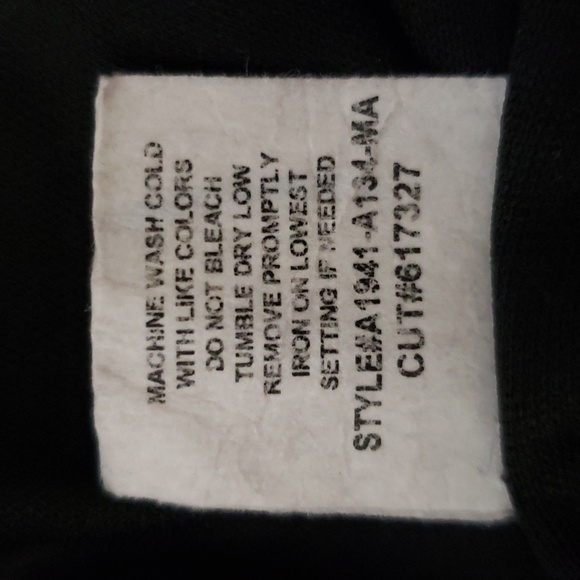 MACHINE WASH COLD
WITH LIKE COLORS
DO NOT BLEACH
TUMBLE DRY LOW
REMOVE PROMPTLY
IRON ON LOWEST
SETTING IF NEEDED
STYLE#A1941-A134-MA
CUT#617327